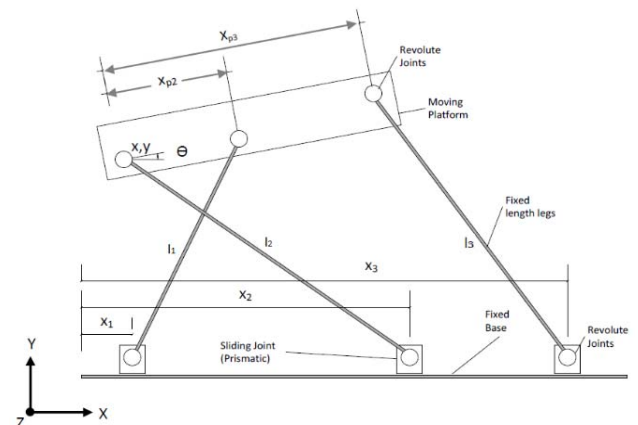 Xp3
Revolute
Joints
Xp2
Moving
Platform
x,y
Θ
Fixed
length legs
l1
l2
l3
X3
X2
X1
Fixed
Base
Y
Sliding Joint
(Prismatic)
Revolute
Joints
X
Z